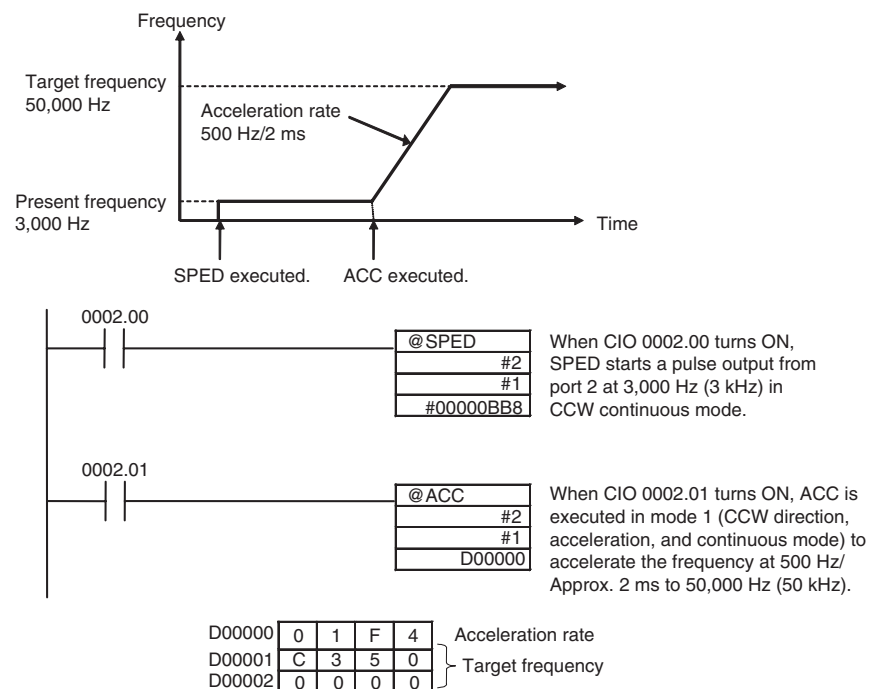 Frequency
Target frequency
50,000 Hz
Acceleration rate
500 Hz/2 ms
Present frequency
3,000 Hz
Time
SPED executed.
ACC executed.
0002.00
@SPED
#2
#1
#00000BB8
When CIO 0002.00 turns ON,
SPED starts a pulse output from
port 2 at 3,000 Hz (3 kHz) in
CCW continuous mode.
0002.01
@ACC
#2
#1
D00000
When CIO 0002.01 turns ON, ACC is
executed in mode 1 (CCW direction,
acceleration, and continuous mode) to
accelerate the frequency at 500 Hz/
Approx. 2 ms to 50,000 Hz (50 kHz).
D00000 0 1 F 4 Acceleration rate
D00001 C 3 5 0
Target frequency
D00002 0 0 0 0